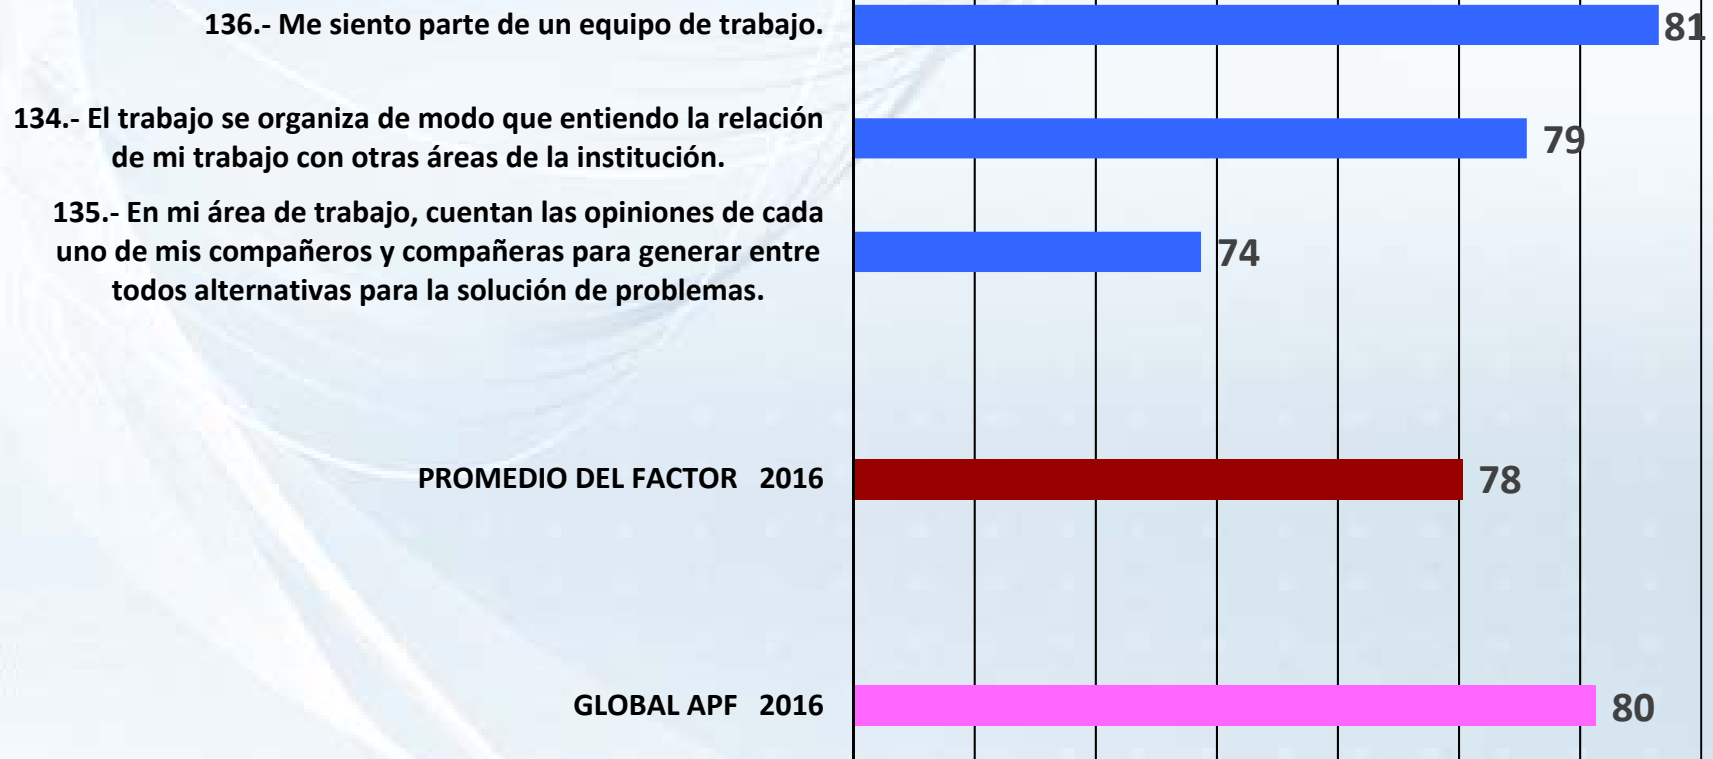 136.- Me siento parte de un equipo de trabajo.
81
134.- El trabajo se organiza de modo que entiendo la relación
de mi trabajo con otras áreas de la institución.
79
135.- En mi área de trabajo, cuentan las opiniones de cada
uno de mis compañeros y compañeras para generar entre
todos alternativas para la solución de problemas.
74
PROMEDIO DEL FACTOR 2016
78
GLOBAL APF 2016
80